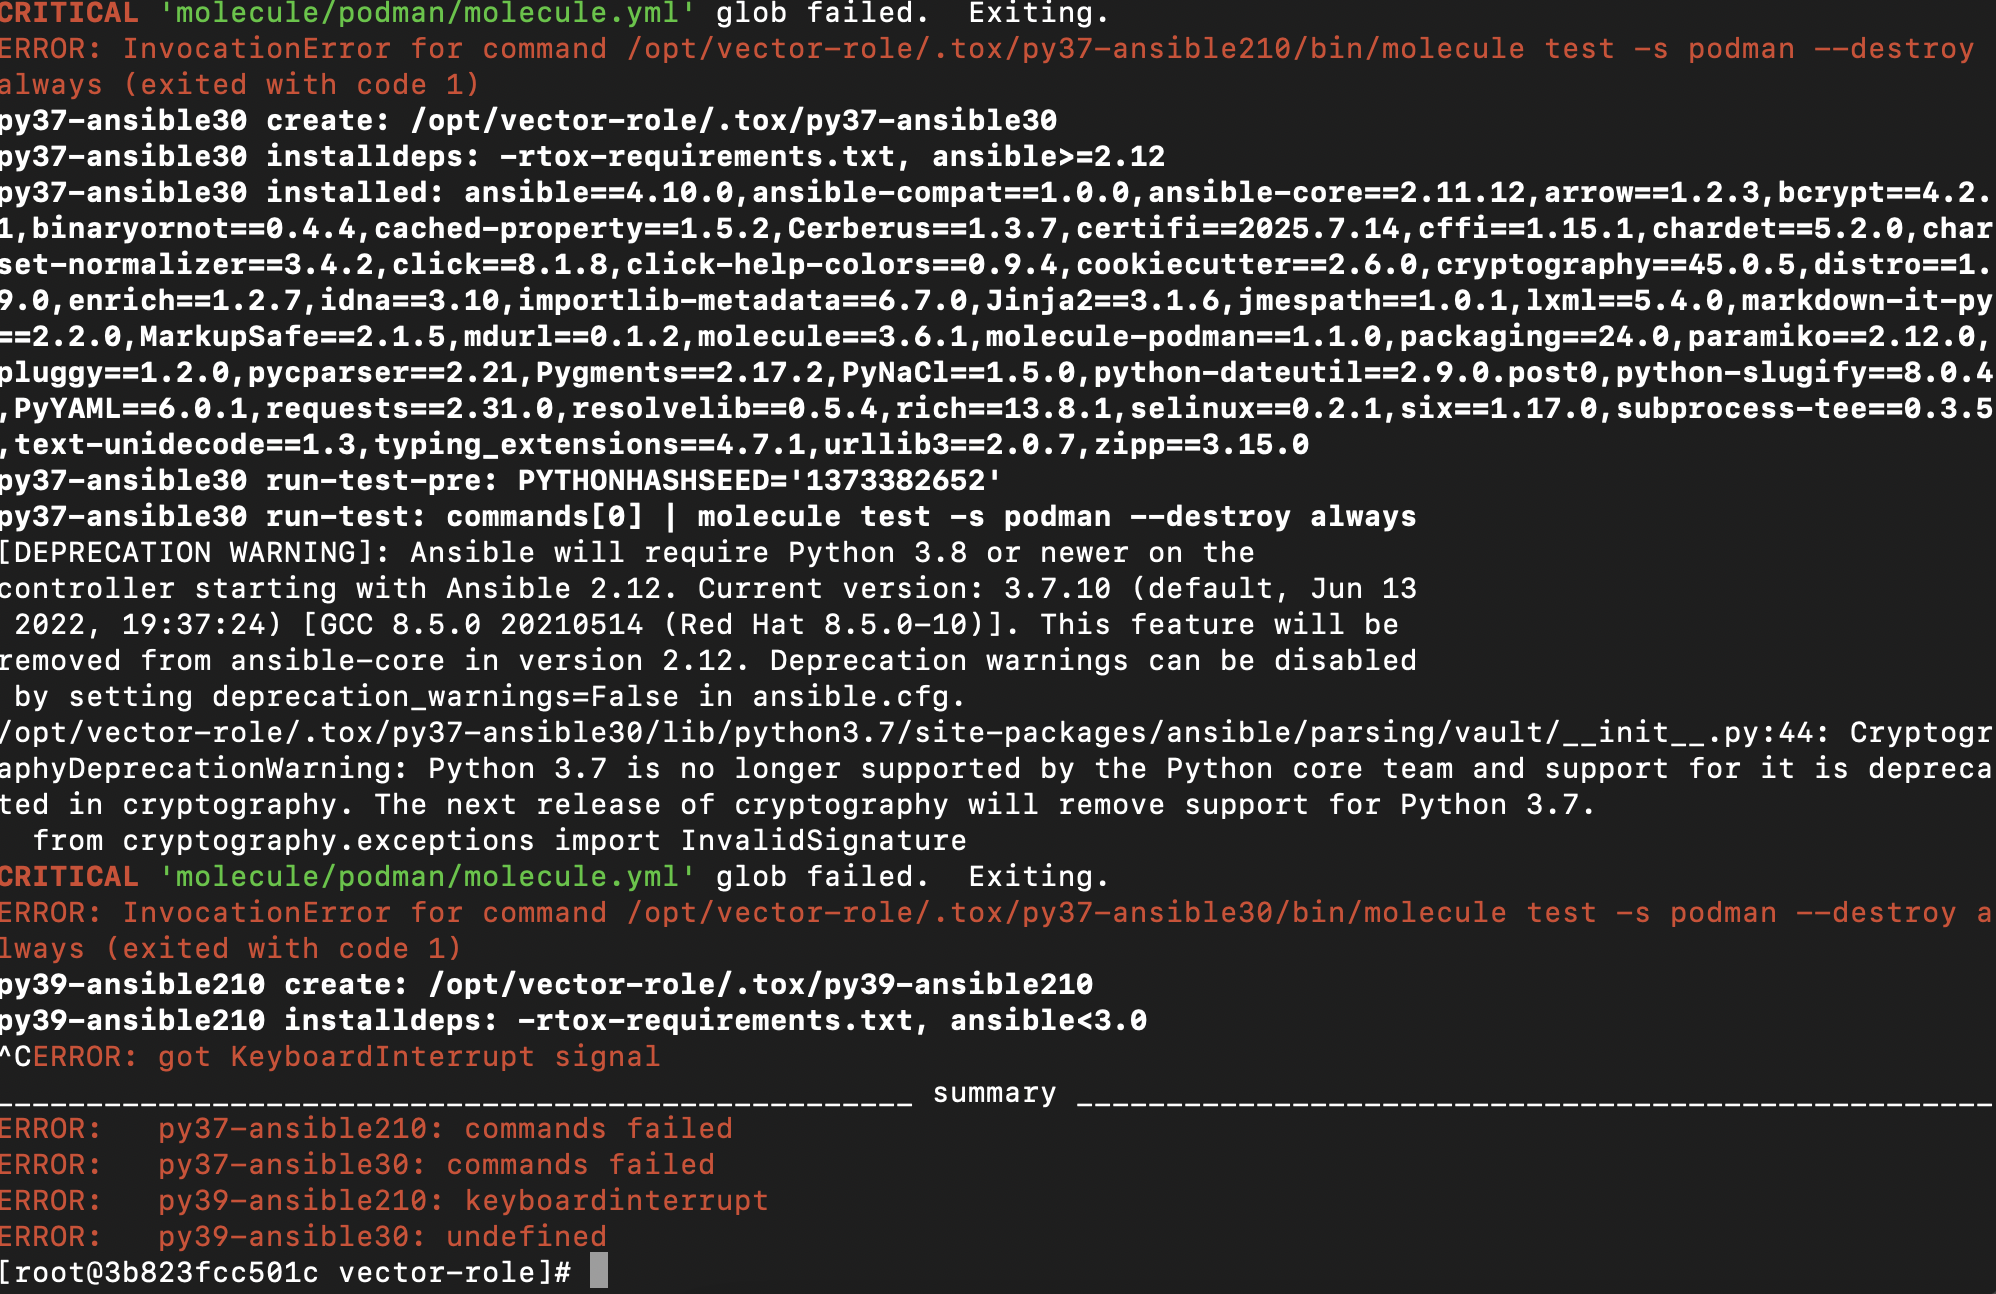 CRITICAL 'molecule/podman/molecule.yml' glob failed.  Exiting.
ERROR: InvocationError for command /opt/vector-role/.tox/py37-ansible210/bin/molecule test -s podman --destroy
always (exited with code 1)
py37-ansible30 create: /opt/vector-role/.tox/py37-ansible30
py37-ansible30 installdeps: -rtox-requirements.txt, ansible>=2.12
py37-ansible30 installed: ansible==4.10.0,ansible-compat==1.0.0,ansible-core==2.11.12,arrow==1.2.3,bcrypt==4.2.
1,binaryornot==0.4.4,cached-property==1.5.2,Cerberus==1.3.7,certifi==2025.7.14,cffi==1.15.1,chardet==5.2.0,char
set-normalizer==3.4.2,click==8.1.8,click-help-colors==0.9.4,cookiecutter==2.6.0,cryptography==45.0.5,distro==1.
9.0,enrich==1.2.7,idna==3.10,importlib-metadata==6.7.0,Jinja2==3.1.6,jmespath==1.0.1,lxml==5.4.0,markdown-it-py
==2.2.0,MarkupSafe==2.1.5,mdurl==0.1.2,molecule==3.6.1,molecule-podman==1.1.0,packaging==24.0,paramiko==2.12.0,
pluggy==1.2.0,pycparser==2.21,Pygments==2.17.2,PyNaCl==1.5.0,python-dateutil==2.9.0.post0,python-slugify==8.0.4
,PyYAML==6.0.1,requests==2.31.0,resolvelib==0.5.4,rich==13.8.1,selinux==0.2.1,six==1.17.0,subprocess-tee==0.3.5
,text-unidecode==1.3,typing_extensions==4.7.1,urllib3==2.0.7,zipp==3.15.0
py37-ansible30 run-test-pre: PYTHONHASHSEED='1373382652'
py37-ansible30 run-test: commands[0] | molecule test -s podman --destroy always
[DEPRECATION WARNING]: Ansible will require Python 3.8 or newer on the
controller starting with Ansible 2.12. Current version: 3.7.10 (default, Jun 13
 2022, 19:37:24) [GCC 8.5.0 20210514 (Red Hat 8.5.0-10)]. This feature will be
removed from ansible-core in version 2.12. Deprecation warnings can be disabled
 by setting deprecation_warnings=False in ansible.cfg.
/opt/vector-role/.tox/py37-ansible30/lib/python3.7/site-packages/ansible/parsing/vault/__init__.py:44: Cryptogr
aphyDeprecationWarning: Python 3.7 is no longer supported by the Python core team and support for it is depreca
ted in cryptography. The next release of cryptography will remove support for Python 3.7.
  from cryptography.exceptions import InvalidSignature
CRITICAL 'molecule/podman/molecule.yml' glob failed.  Exiting.
ERROR: InvocationError for command /opt/vector-role/.tox/py37-ansible30/bin/molecule test -s podman --destroy a
lways (exited with code 1)
py39-ansible210 create: /opt/vector-role/.tox/py39-ansible210
py39-ansible210 installdeps: -rtox-requirements.txt, ansible<3.0
^CERROR: got KeyboardInterrupt signal
___________________________________________________ summary ___________________________________________________
ERROR:   py37-ansible210: commands failed
ERROR:   py37-ansible30: commands failed
ERROR:   py39-ansible210: keyboardinterrupt
ERROR:   py39-ansible30: undefined
[root@3b823fcc501c vector-role]#